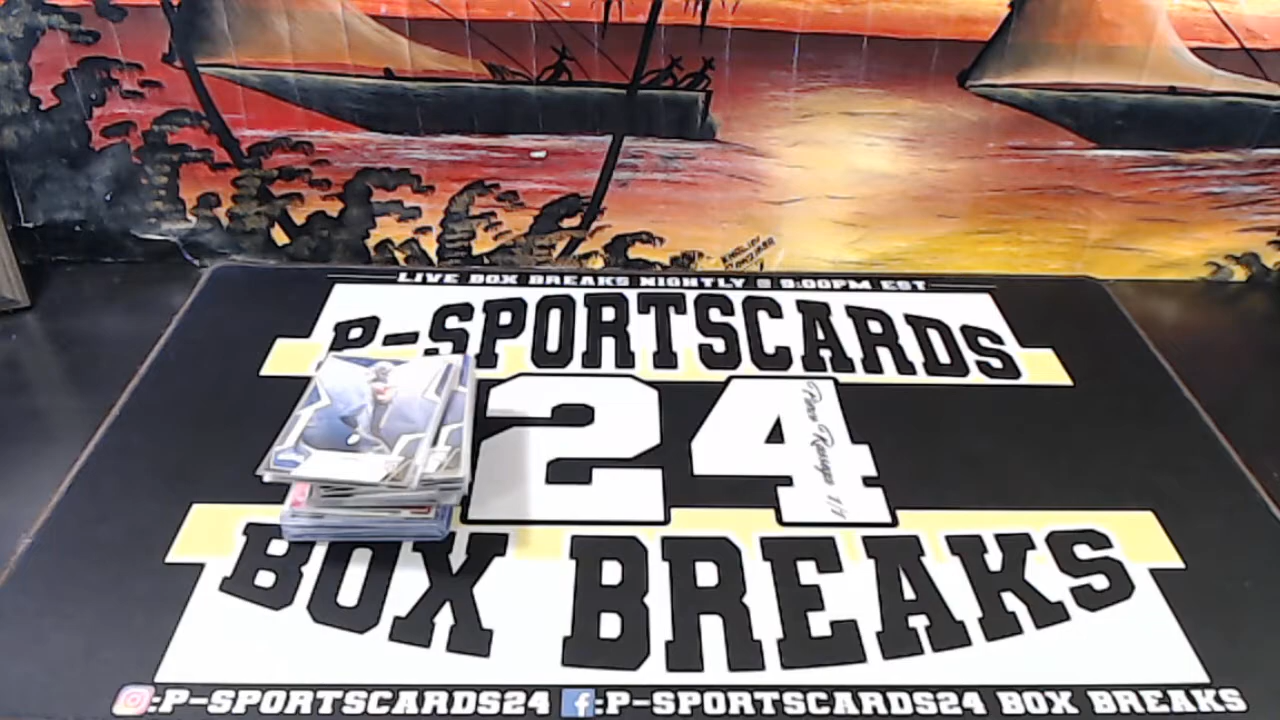 LIVE BOX BREAKS NIGHTLY @ 9:00PM EST
P-SPORTSCARDS
24
BOX BREAKS
:P-SPORTSCARDS24 :P-SPORTSCARDS24 BOX BREAKS